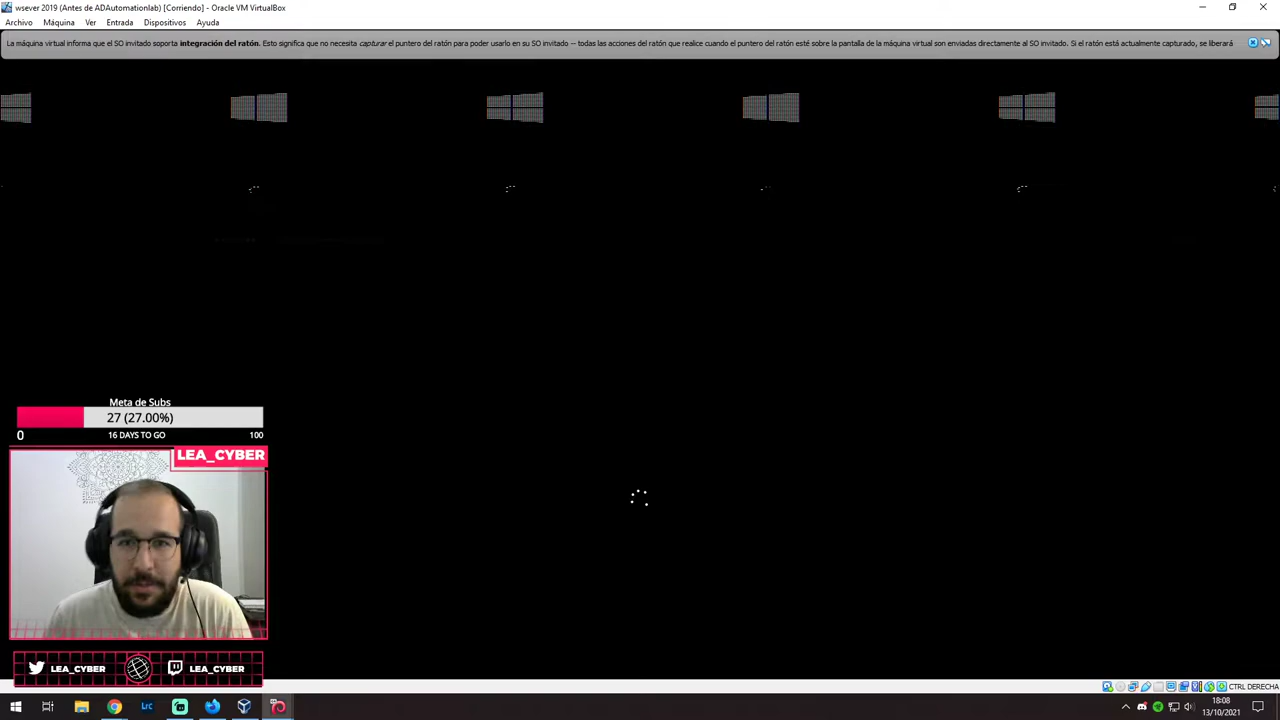 wsever 2019 (Antes de ADAutomationlab) [Corriendo] - Oracle VM VirtualBox
Archivo Máquina Ver Entrada Dispositivos Ayuda
La máquina virtual informa que el SO invitado soporta integración del ratón. Esto significa que no necesita capturar el puntero del ratón para poder usarlo en su SO invitado -- todas las acciones del ratón que realice cuando el puntero del ratón esté sobre la pantalla de la máquina virtual son enviadas directamente al SO invitado. Si el ratón está actualmente capturado, se liberará
Meta de Subs
27 (27.00%)
0 16 DAYS TO GO 100
LEA_CYBER
LEA_CYBER LEA_CYBER
CTRL DERECHA
Lrc
18:08
13/10/2021